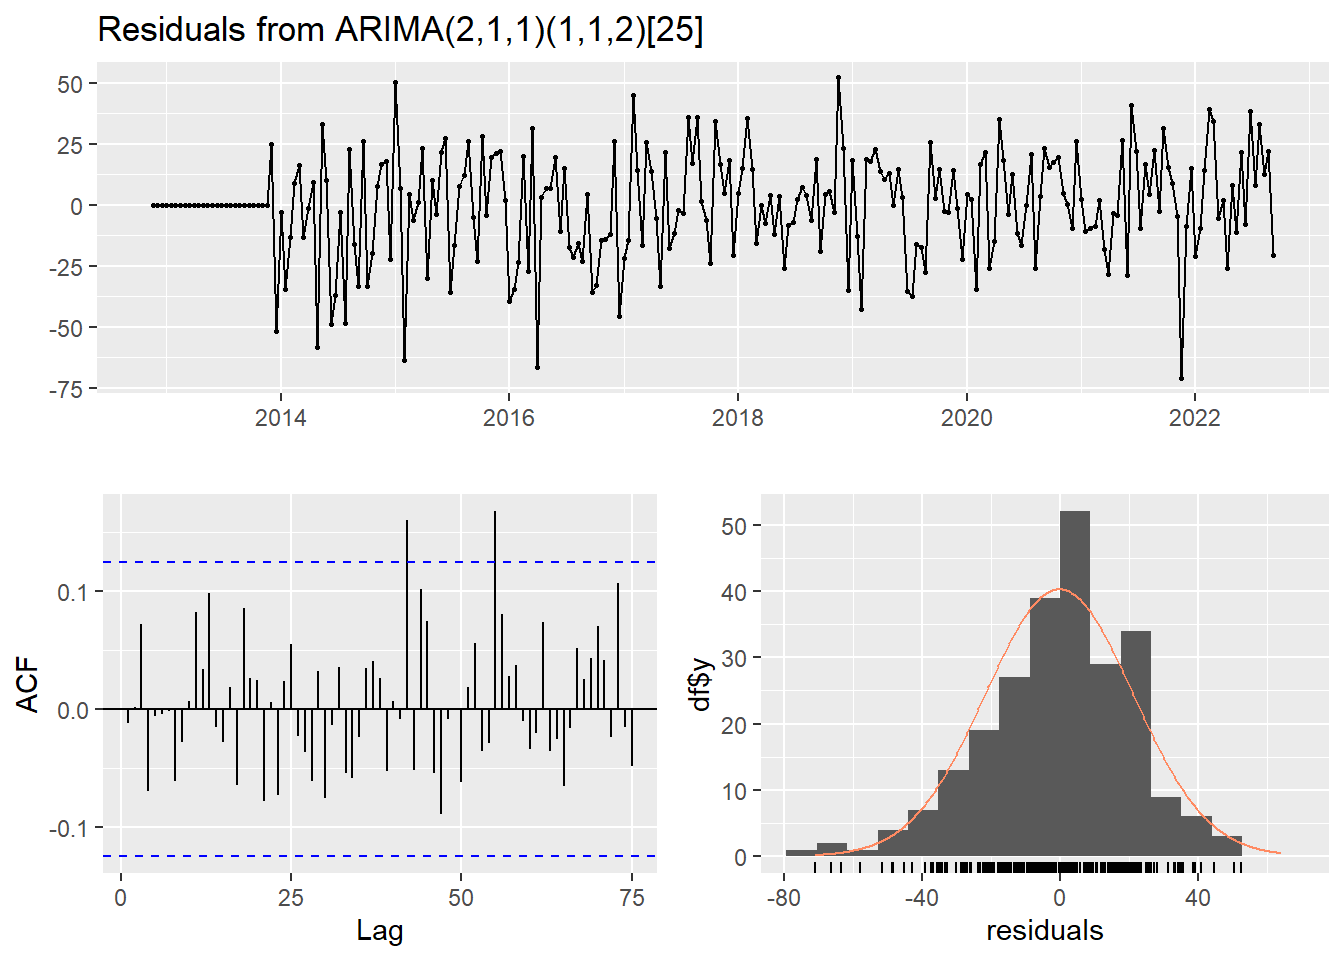 Residuals from ARIMA(2,1,1)(1,1,2)[25]
50
25
0
-25
-50
-75
2014 2016 2018 2020 2022
ACF
0.1
0.0
-0.1
0 25 50 75
Lag
df$y
50
40
30
20
10
0
-80 -40 0 40
residuals